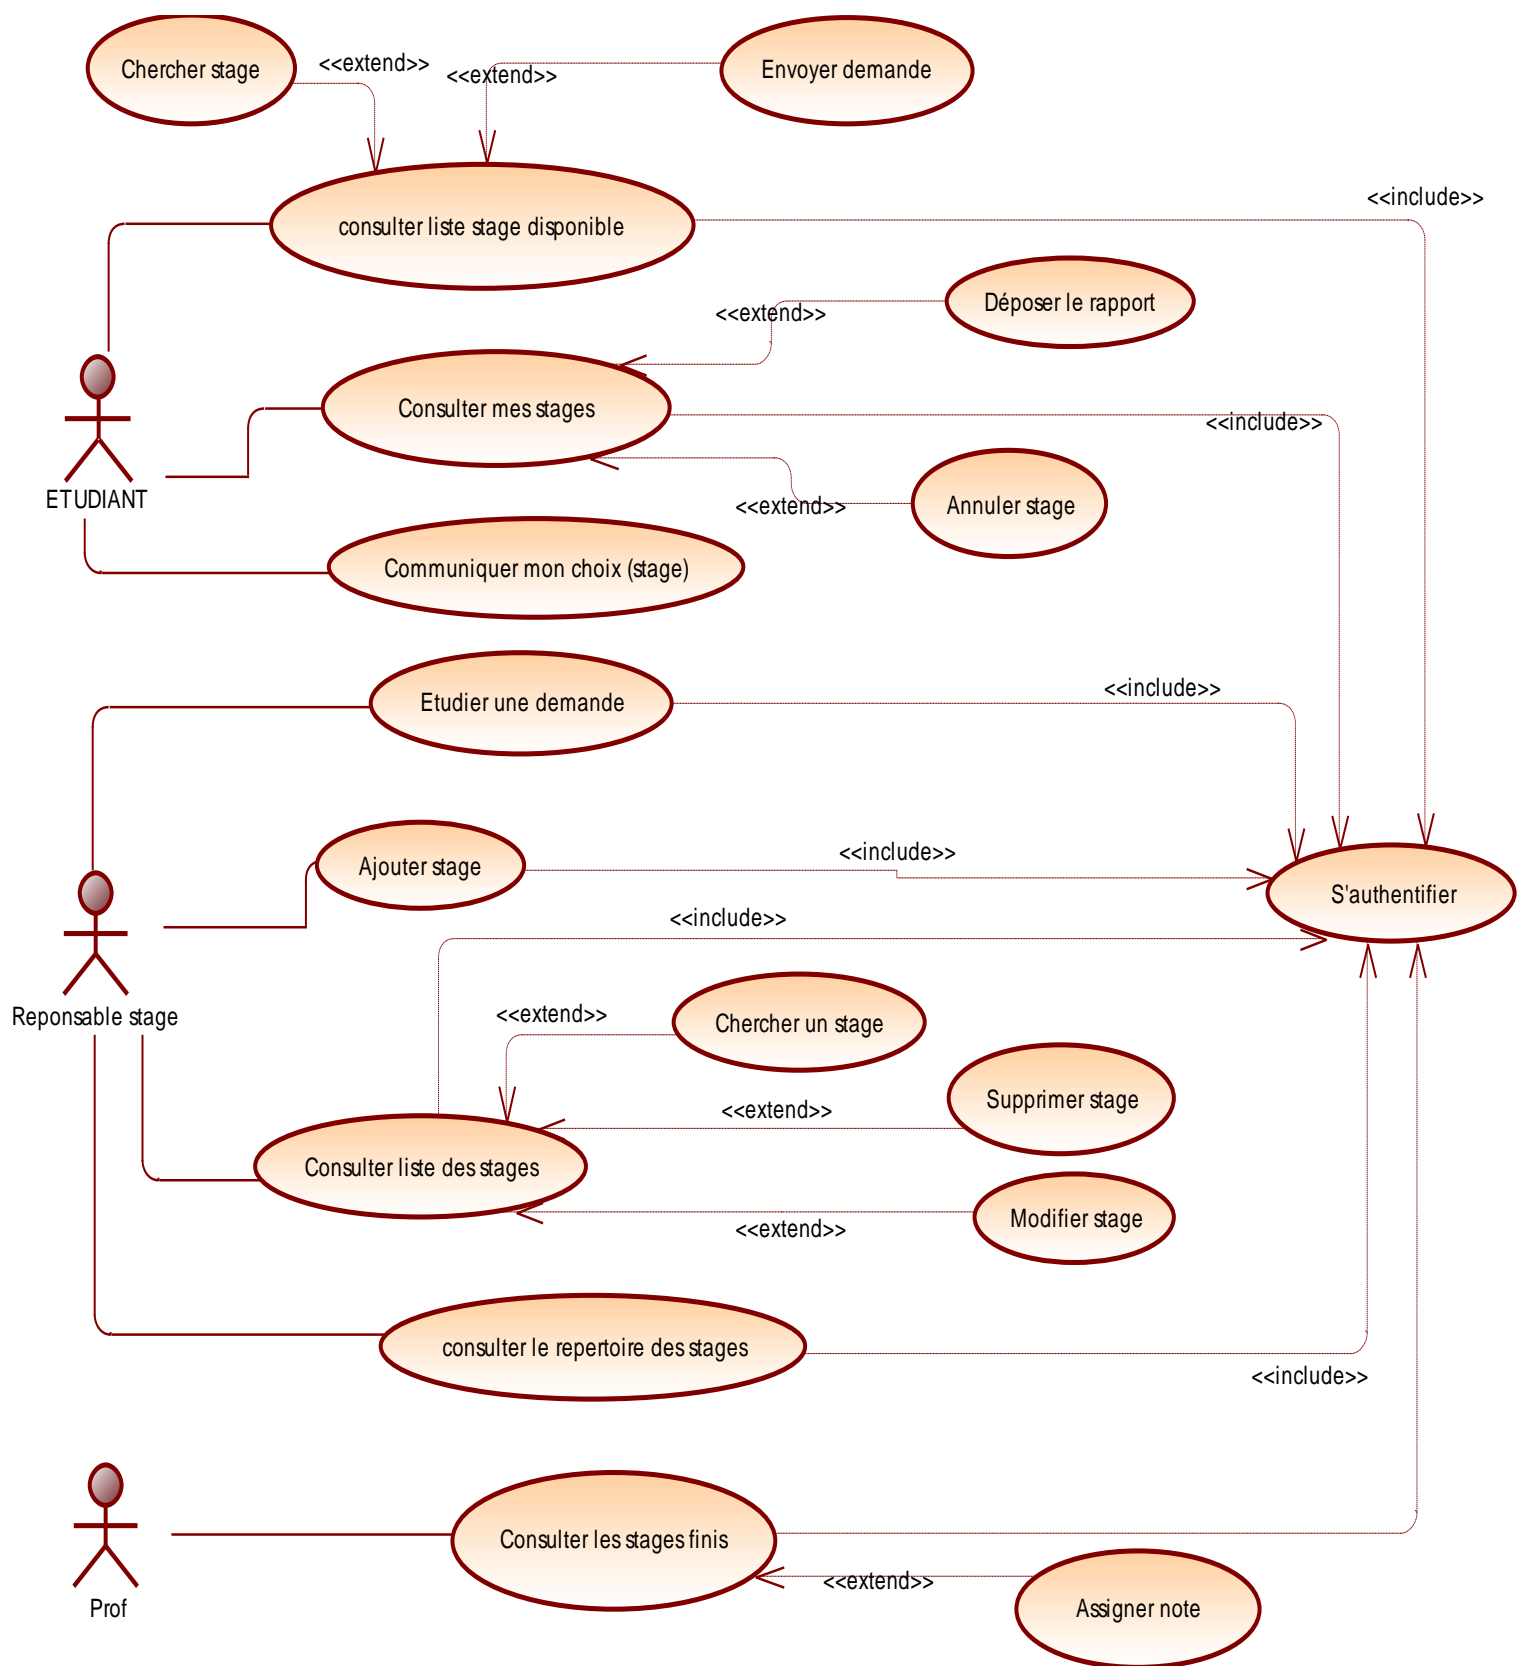 Chercher stage
<<extend>>
<<extend>>
Envoyer demande
<<include>>
consulter liste stage disponible
Déposer le rapport
<<extend>>
Consulter mes stages
<<include>>
ETUDIANT
<<extend>>
Annuler stage
Communiquer mon choix (stage)
Etudier une demande
<<include>>
Ajouter stage
<<include>>
S'authentifier
<<include>>
Reponsable stage
<<extend>>
Chercher un stage
Supprimer stage
<<extend>>
Consulter liste des stages
Modifier stage
<<extend>>
consulter le repertoire des stages
<<include>>
Consulter les stages finis
<<extend>>
Prof
Assigner note